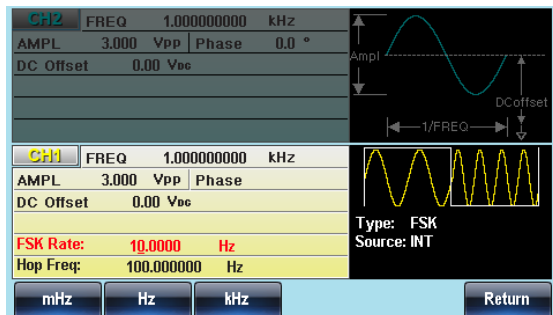 CH2 FREQ 1.000000000 kHz
AMPL 3.000 Vpp Phase 0.0 °
DC Offset 0.00 VDC
Ampl
DCoffset
1/FREQ
CH1 FREQ 1.000000000 kHz
AMPL 3.000 Vpp Phase
DC Offset 0.00 VDC
FSK Rate: 10.0000 Hz
Hop Freq: 100.000000 Hz
Type: FSK
Source: INT
mHz Hz kHz Return